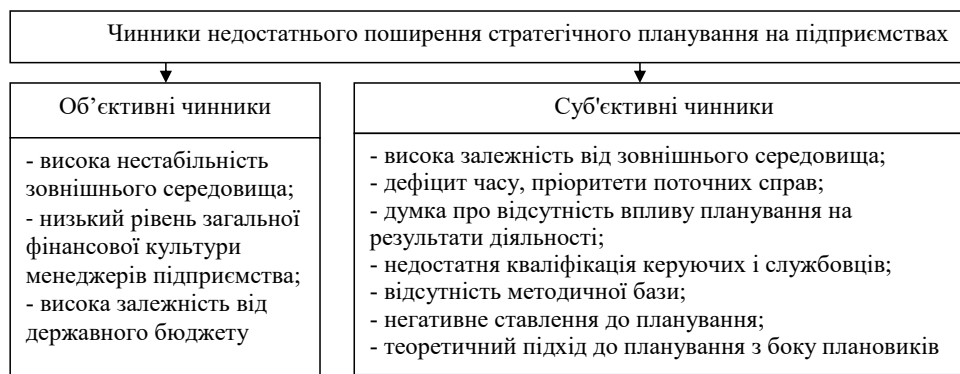 Чинники недостатнього поширення стратегічного планування на підприємствах
Об’єктивні чинники
- висока нестабільність
зовнішнього середовища;
- низький рівень загальної
фінансової культури
менеджерів підприємства;
- висока залежність від
державного бюджету
Суб'єктивні чинники
- висока залежність від зовнішнього середовища;
- дефіцит часу, пріоритети поточних справ;
- думка про відсутність впливу планування на
результати діяльності;
- недостатня кваліфікація керуючих і службовців;
- відсутність методичної бази;
- негативне ставлення до планування;
- теоретичний підхід до планування з боку плановиків